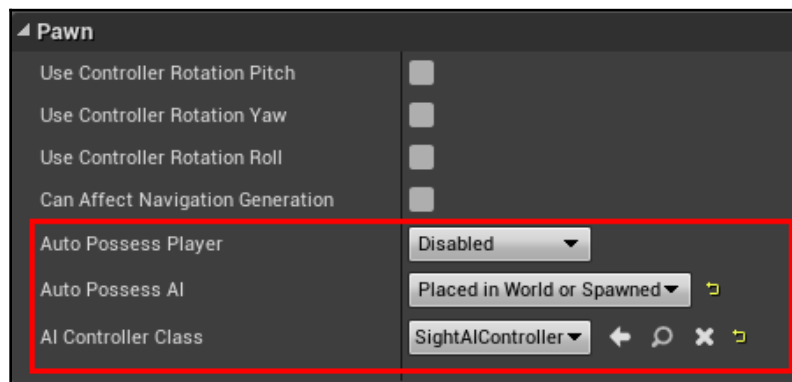 Pawn
Use Controller Rotation Pitch
Use Controller Rotation Yaw
Use Controller Rotation Roll
Can Affect Navigation Generation
Auto Possess Player Disabled
Auto Possess AI Placed in World or Spawned
AI Controller Class SightAIController